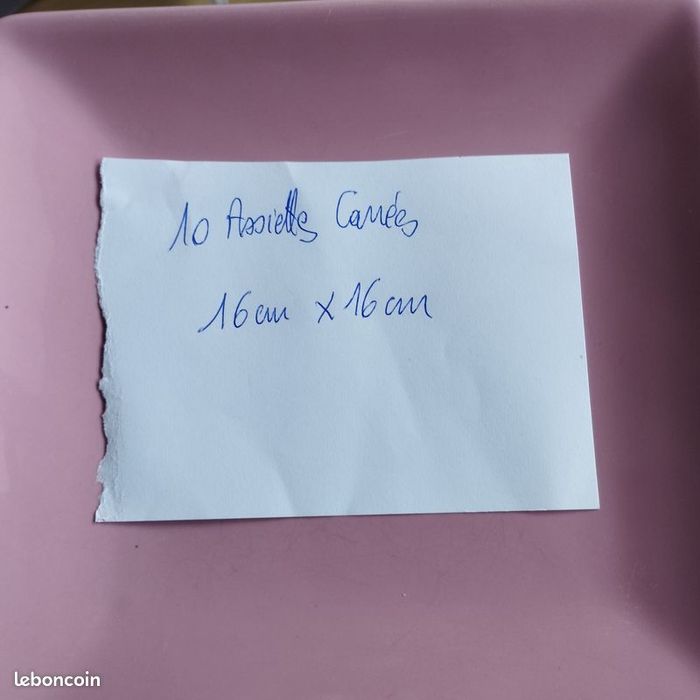 10 Assiettes Carrées
16cm x 16cm
leboncoin